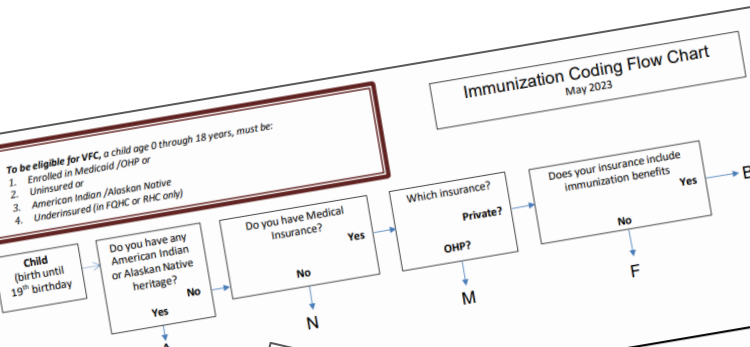 Immunization Coding Flow Chart
May 2023
To be eligible for VFC, a child age 0 through 18 years, must be:
1. Enrolled in Medicaid /OHP or
2. Uninsured or
3. American Indian /Alaskan Native
4. Underinsured (in FQHC or RHC only)
Child
(birth until
19th birthday
Do you have any
American Indian
or Alaskan Native
heritage?
No
Yes
Do you have Medical
Insurance?
Yes
No
N
Which insurance?
Private?
OHP?
M
Does your insurance include
immunization benefits
Yes
No
F